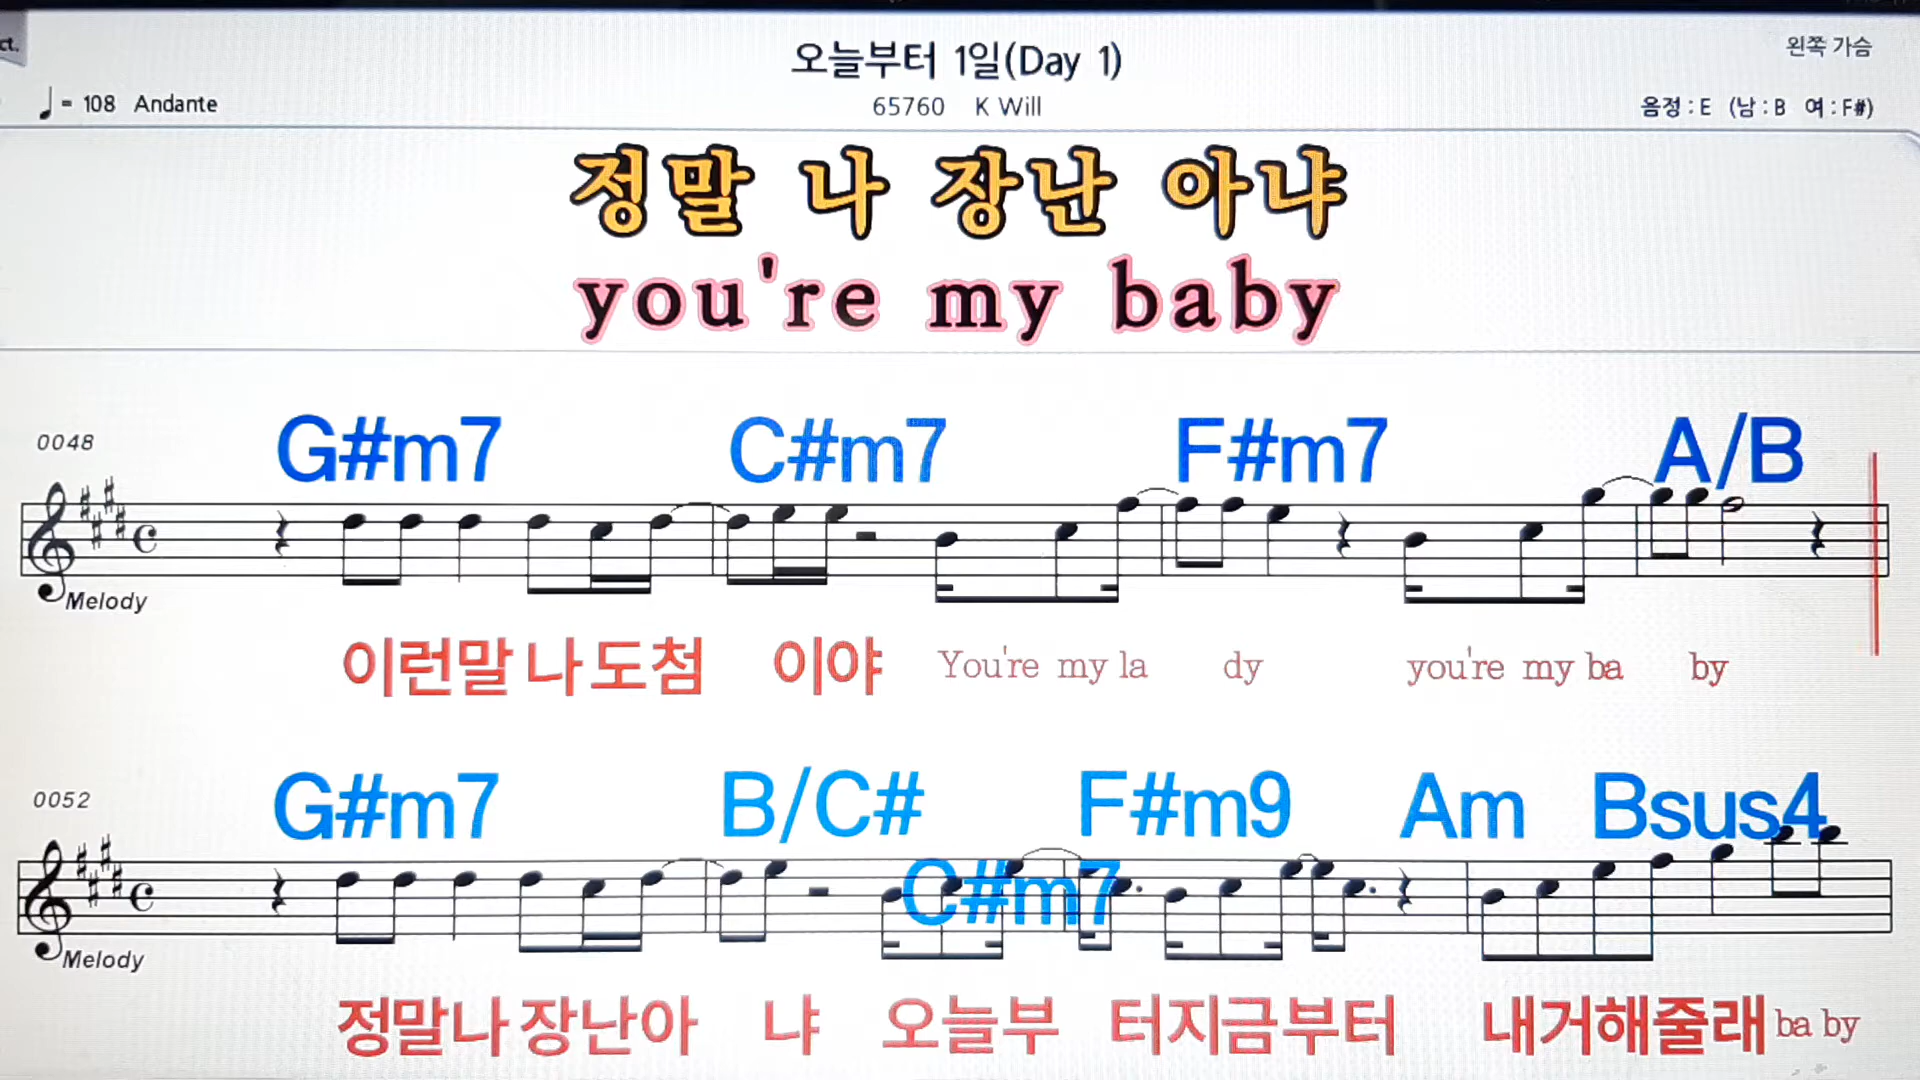 ct.
오늘부터 1일(Day 1)
왼쪽 가슴
♩= 108 Andante
65760 K Will
음정 : E (남 : B 여 : F#)
정말 나 장난 아냐
you're my baby
0048
G#m7 C#m7 F#m7 A/B
Melody
이런말 나 도첨 이야 You're my la dy you're my ba by
0052
G#m7 B/C# F#m9 Am Bsus4
C#m7
Melody
정말나 장난아 냐 오늘부 터지금부터 내거해줄래 ba by